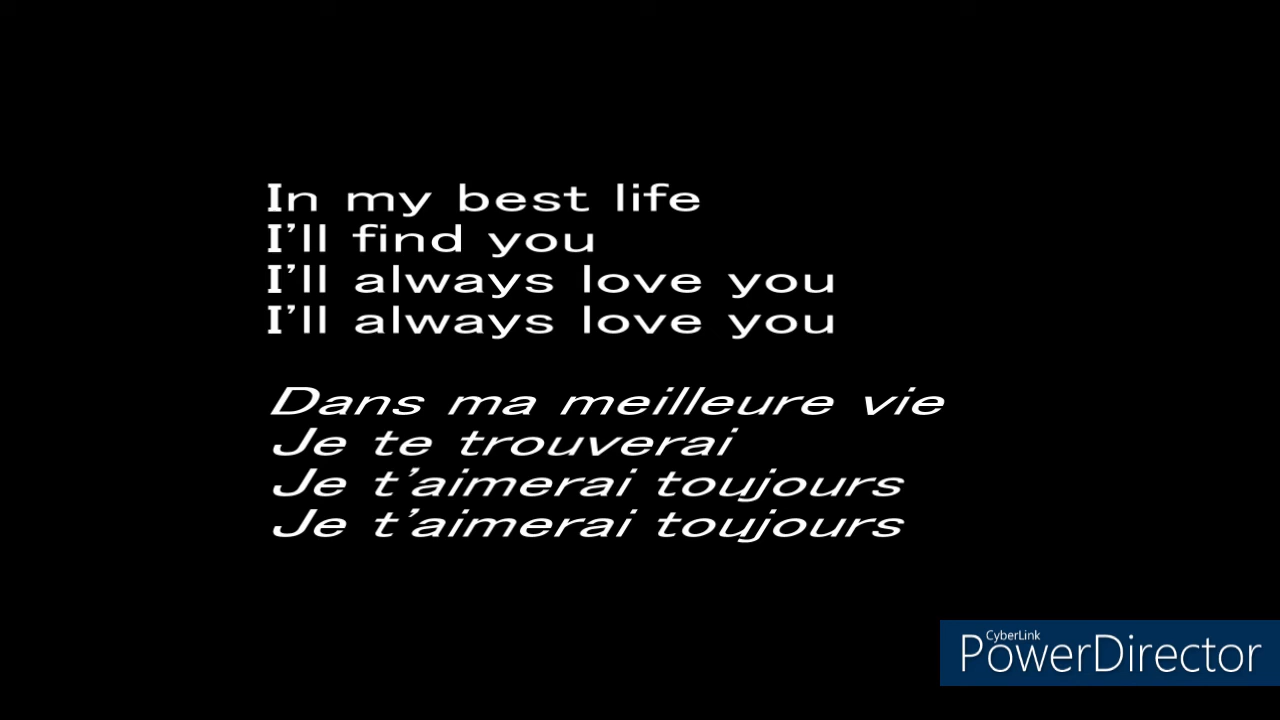 In my best life
I'll find you
I'll always love you
I'll always love you
Dans ma meilleure vie
Je te trouverai
Je t'aimerai toujours
Je t'aimerai toujours
CyberLink
PowerDirector